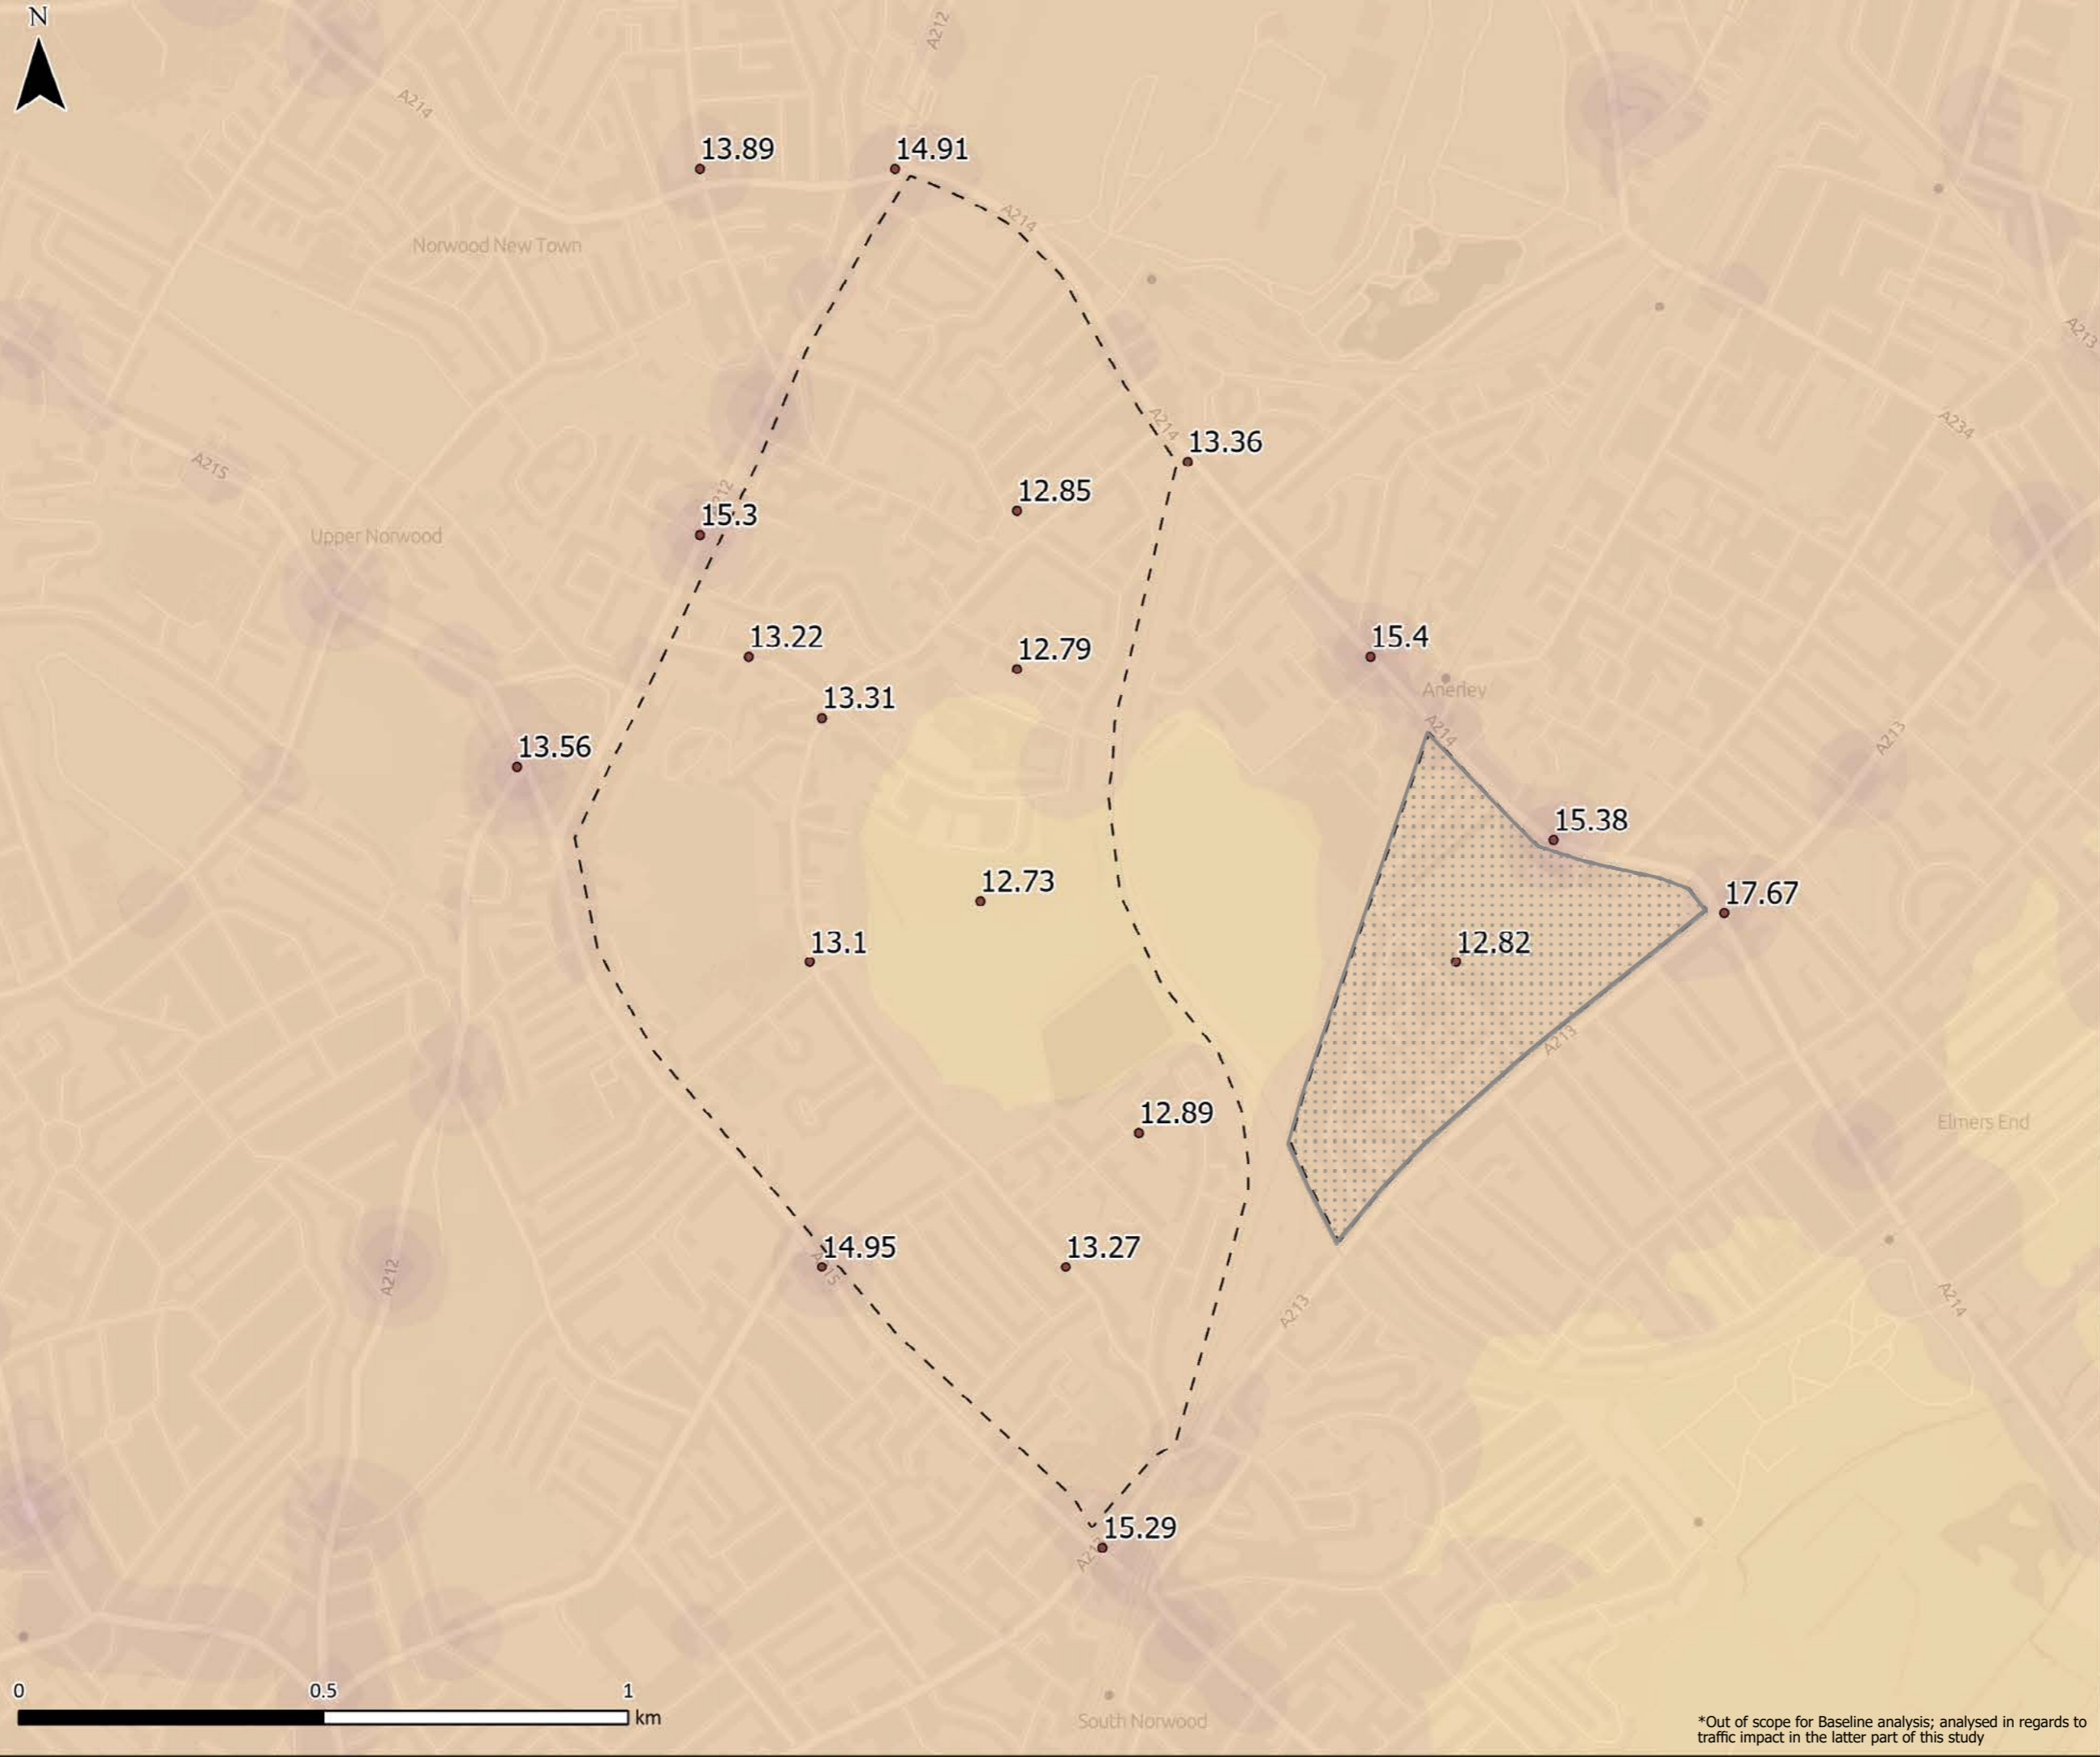 N
A212
A214
13.89
14.91
A214
Norwood New Town
A213
A214
A234
13.36
A215
12.85
15.3
Upper Norwood
13.22
12.79
15.4
13.31
Anerley
A214
A213
13.56
15.38
12.73
17.67
13.1
12.82
A213
12.89
Elmers End
14.95
13.27
A212
A214
A213
15.29
0 0.5 1
km
South Norwood
*Out of scope for Baseline analysis; analysed in regards to
traffic impact in the latter part of this study